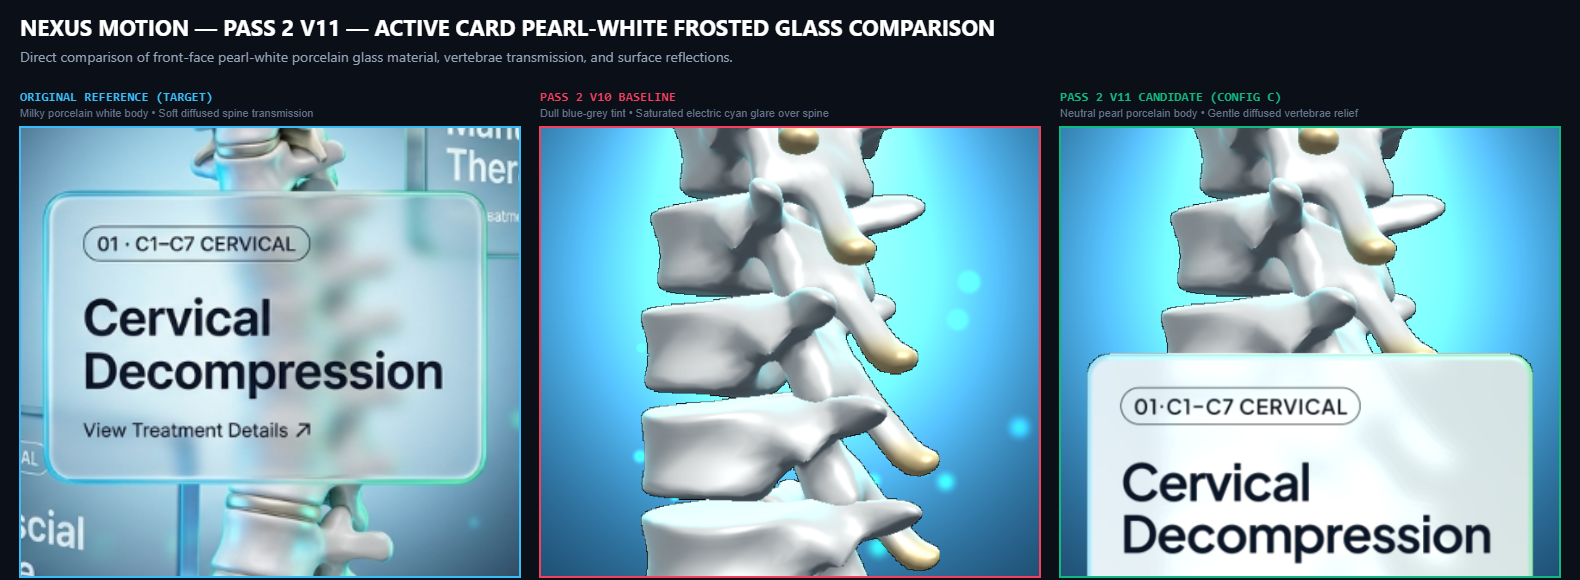 NEXUS MOTION — PASS 2 V11 — ACTIVE CARD PEARL-WHITE FROSTED GLASS COMPARISON
Direct comparison of front-face pearl-white porcelain glass material, vertebrae transmission, and surface reflections.
ORIGINAL REFERENCE (TARGET)
Milky porcelain white body • Soft diffused spine transmission
Ther
eatm
01 · C1–C7 CERVICAL
Cervical
Decompression
View Treatment Details ↗
AL
scial
e
PASS 2 V10 BASELINE
Dull blue-grey tint • Saturated electric cyan glare over spine
PASS 2 V11 CANDIDATE (CONFIG C)
Neutral pearl porcelain body • Gentle diffused vertebrae relief
01·C1–C7 CERVICAL
Cervical
Decompression